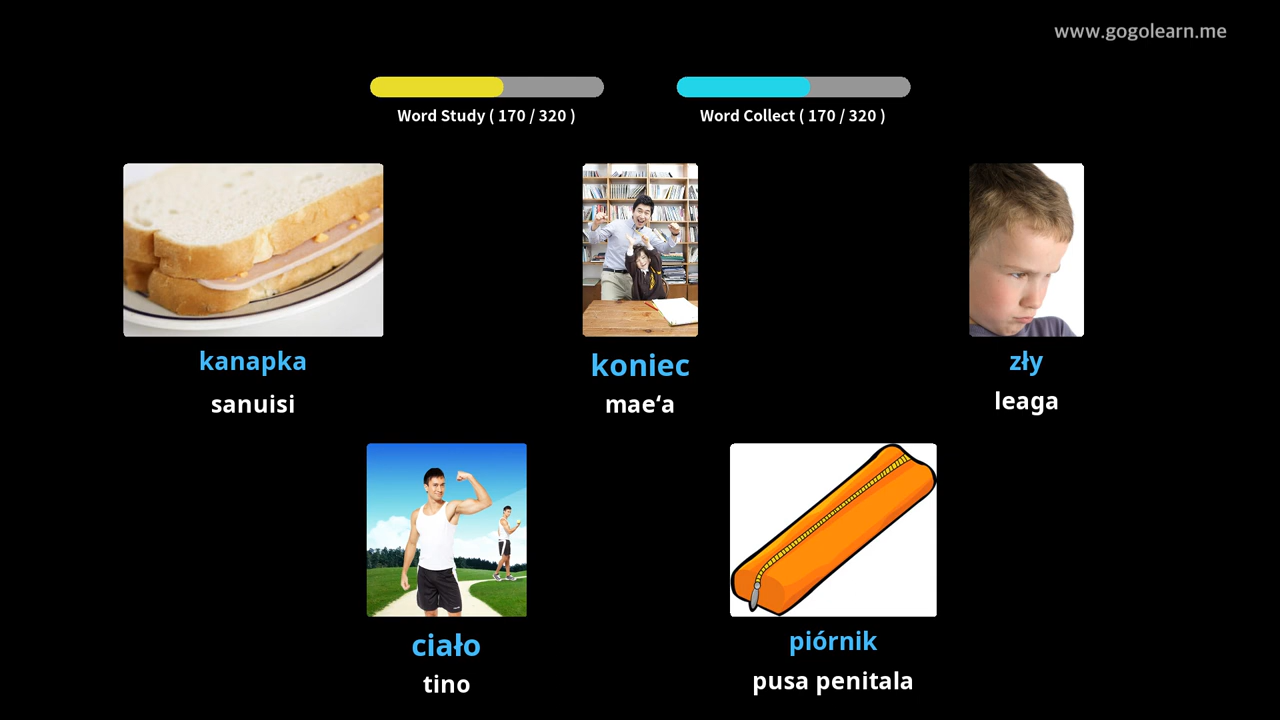 www.gogolearn.me
Word Study ( 170 / 320 )
Word Collect ( 170 / 320 )
kanapka
sanuisi
koniec
maeʻa
zły
leaga
ciało
tino
piórnik
pusa penitala